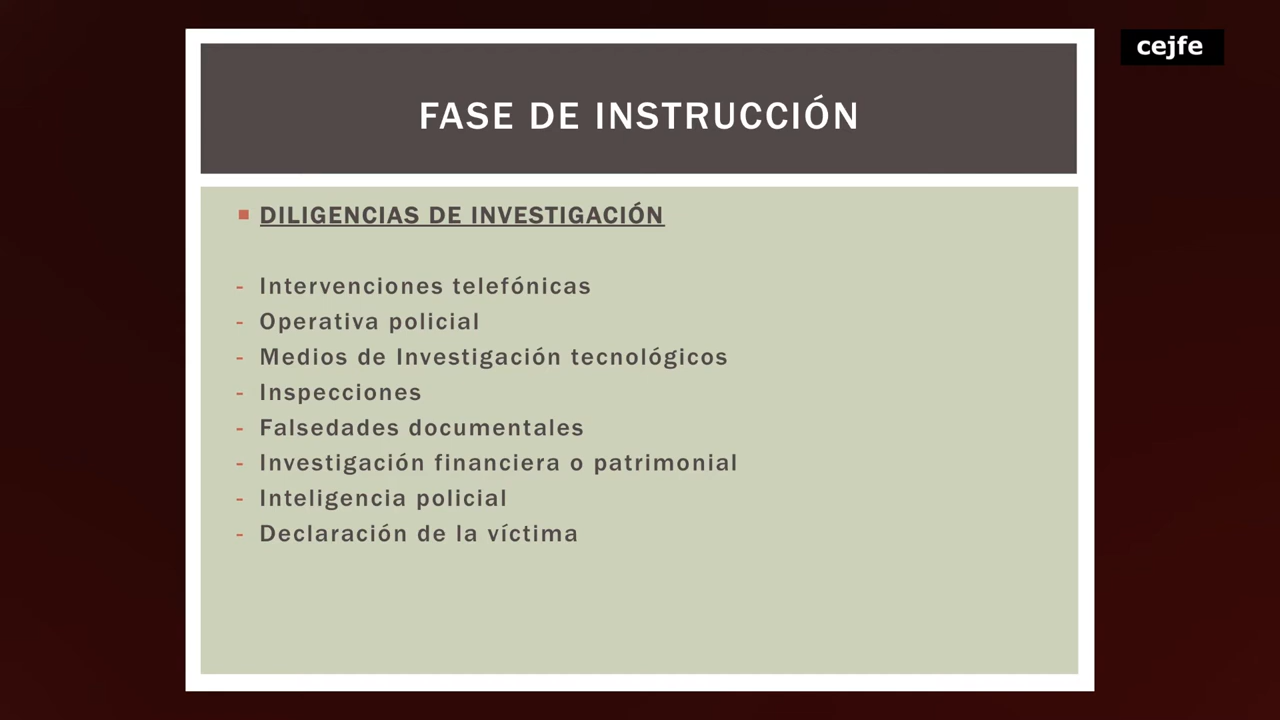 cejfe
FASE DE INSTRUCCIÓN
DILIGENCIAS DE INVESTIGACIÓN
- Intervenciones telefónicas
- Operativa policial
- Medios de Investigación tecnológicos
- Inspecciones
- Falsedades documentales
- Investigación financiera o patrimonial
- Inteligencia policial
- Declaración de la víctima